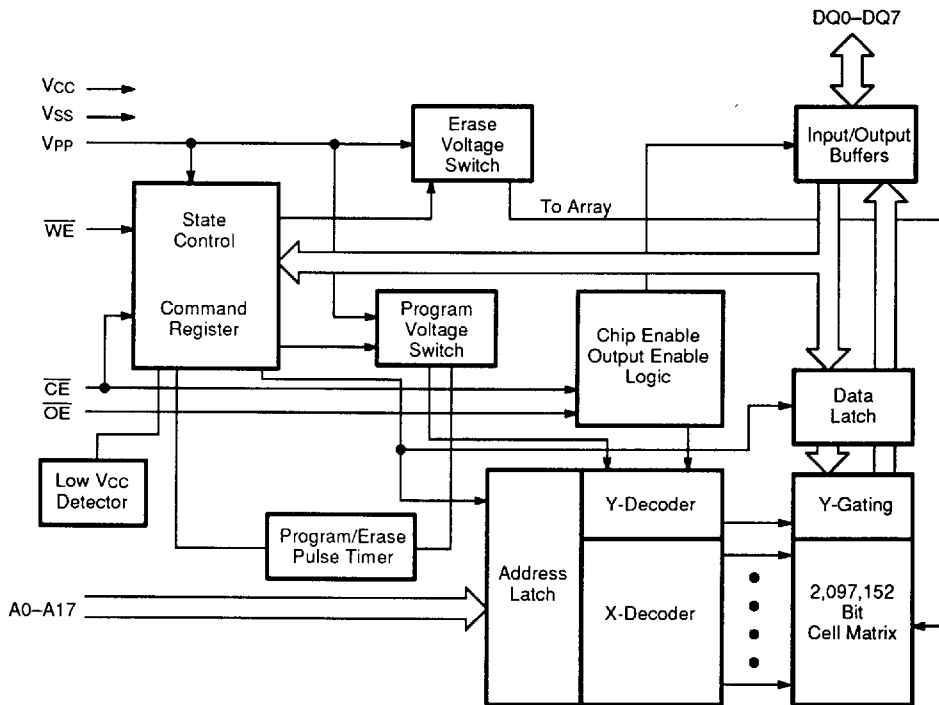 DQ0–DQ7
VCC
VSS
VPP
Erase
Voltage
Switch
Input/Output
Buffers
To Array
WE
State
Control
Command
Register
Program
Voltage
Switch
Chip Enable
Output Enable
Logic
CE
OE
Data
Latch
Low VCC
Detector
Program/Erase
Pulse Timer
Y-Decoder
Y-Gating
Address
Latch
X-Decoder
2,097,152
Bit
Cell Matrix
A0–A17